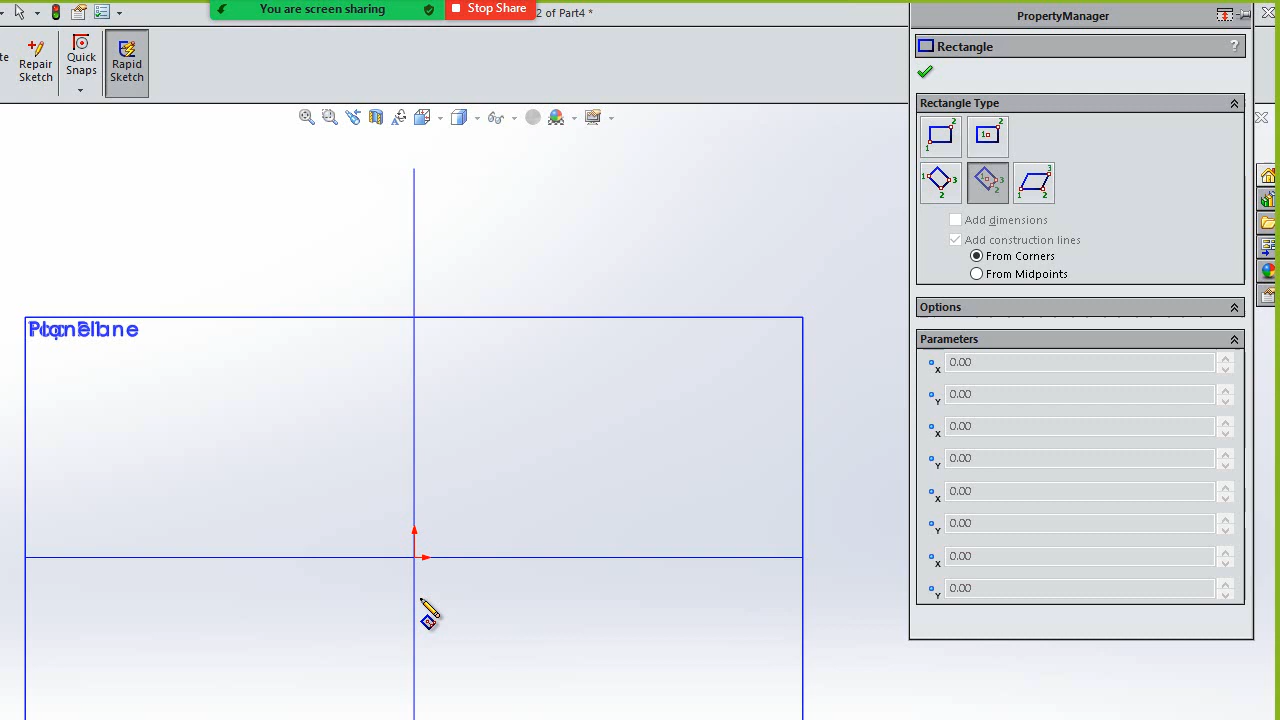 You are screen sharing
Stop Share
2 of Part4 *
PropertyManager
Repair
Sketch
Quick
Snaps
Rapid
Sketch
Rectangle
?
Rectangle Type
Add dimensions
Add construction lines
From Corners
From Midpoints
Options
Parameters
X 0.00
Y 0.00
X 0.00
Y 0.00
X 0.00
Y 0.00
X 0.00
Y 0.00